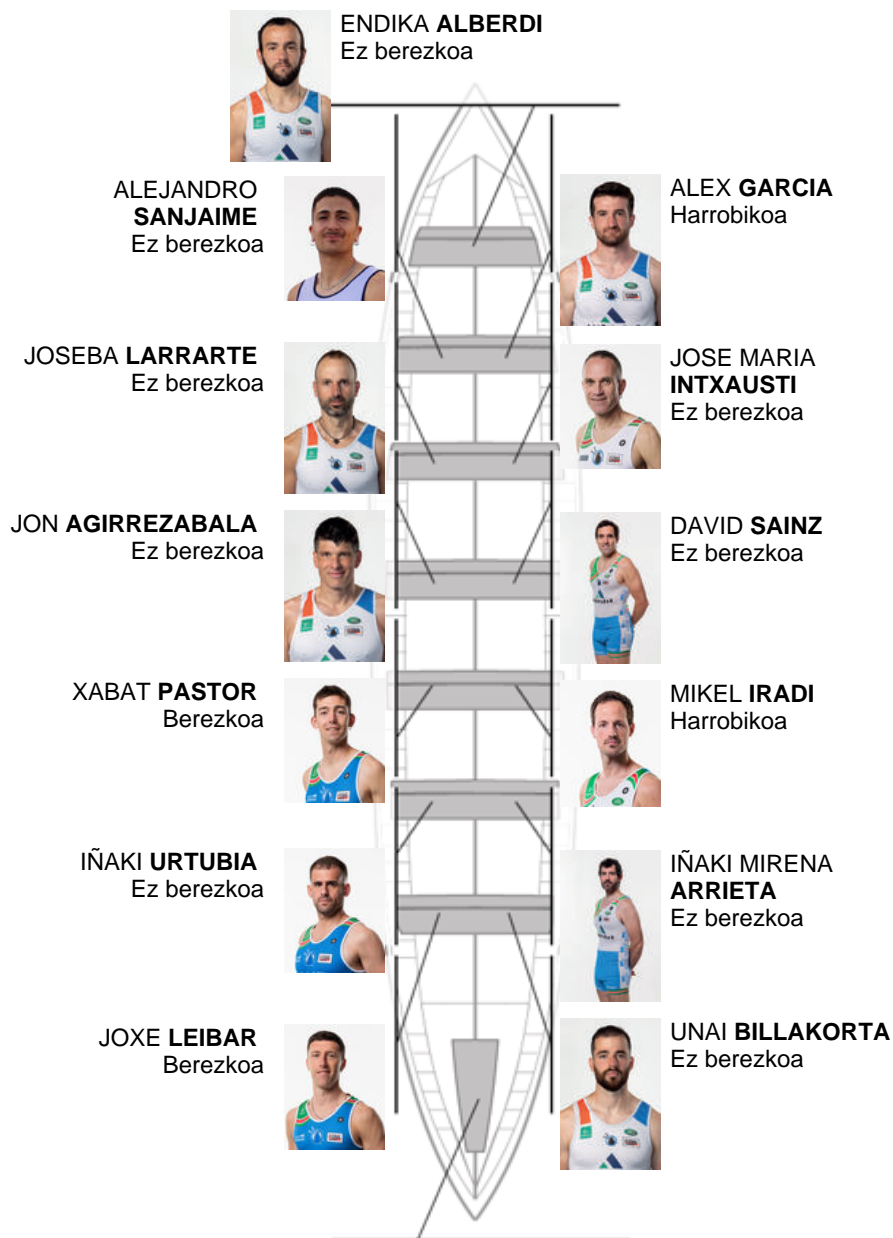 ENDIKA ALBERDI
Ez berezkoa
ALEJANDRO
SANJAIME
Ez berezkoa
ALEX GARCIA
Harrobikoa
JOSEBA LARRARTE
Ez berezkoa
JOSE MARIA
INTXAUSTI
Ez berezkoa
JON AGIRREZABALA
Ez berezkoa
DAVID SAINZ
Ez berezkoa
XABAT PASTOR
Berezkoa
MIKEL IRADI
Harrobikoa
IÑAKI URTUBIA
Ez berezkoa
IÑAKI MIRENA
ARRIETA
Ez berezkoa
JOXE LEIBAR
Berezkoa
UNAI BILLAKORTA
Ez berezkoa